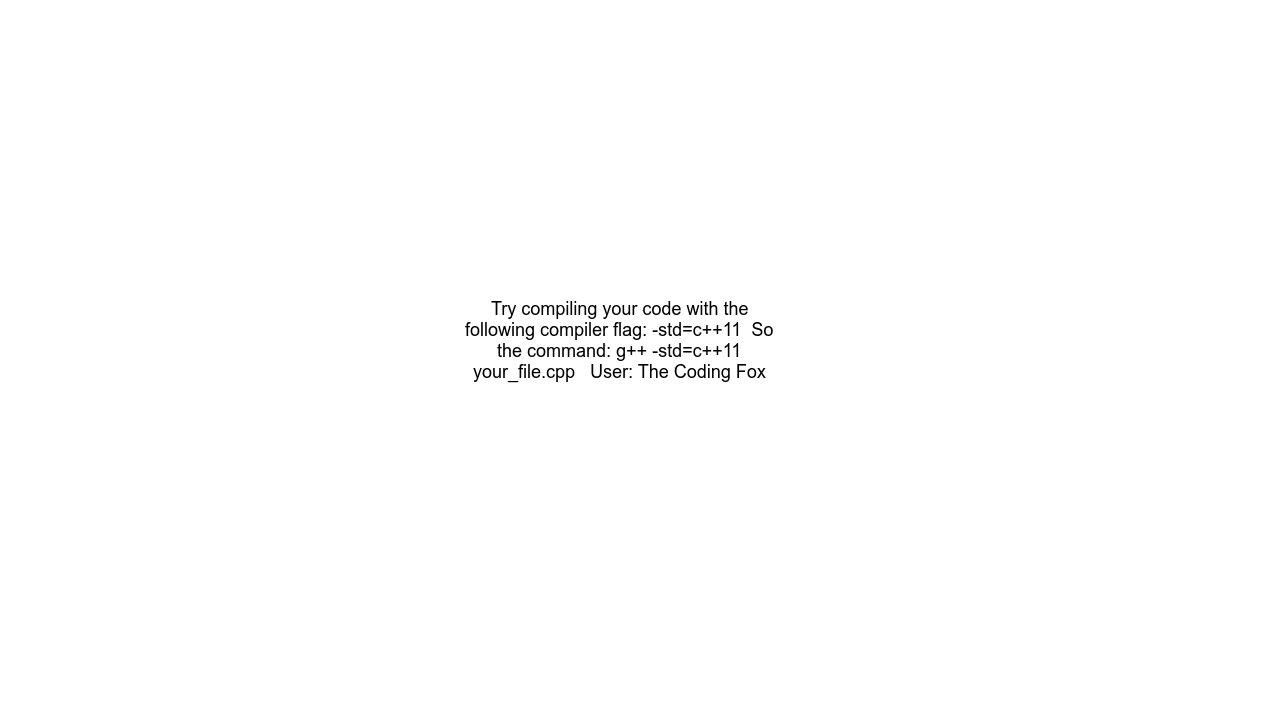 Try compiling your code with the
following compiler flag: -std=c++11  So
the command: g++ -std=c++11
your_file.cpp   User: The Coding Fox